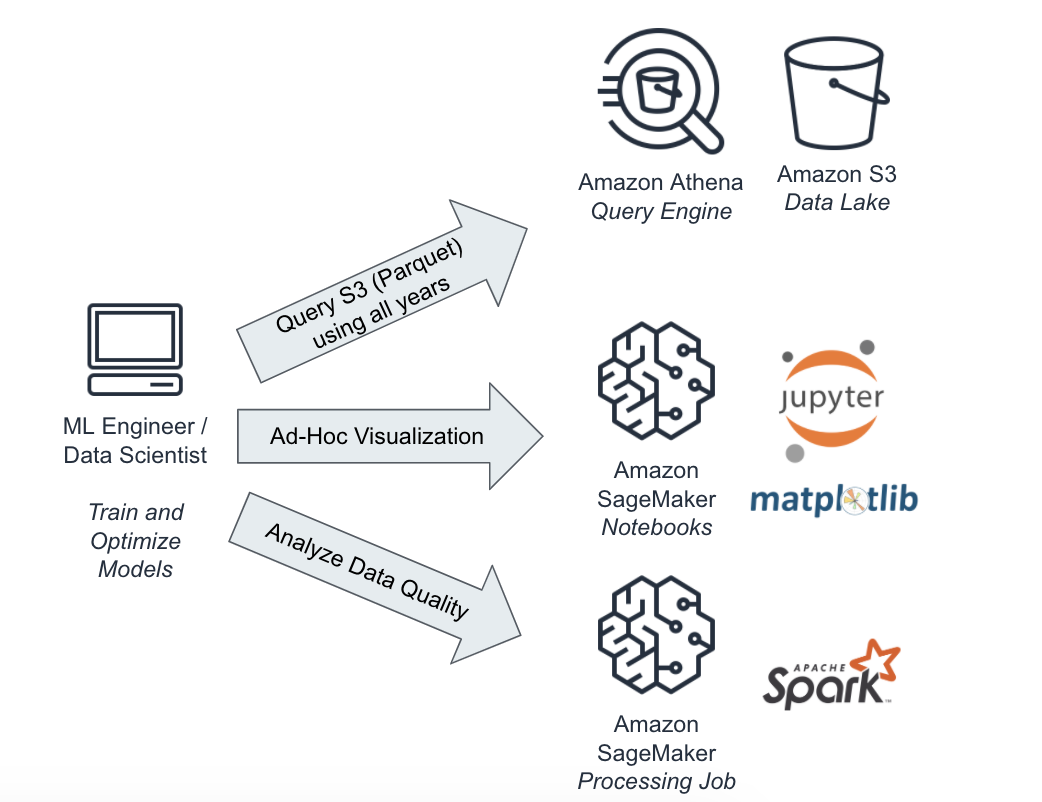 Amazon Athena
Query Engine
Amazon S3
Data Lake
Query S3 (Parquet)
using all years
ML Engineer /
Data Scientist
Train and
Optimize
Models
Ad-Hoc Visualization
Amazon
SageMaker
Notebooks
jupyter
matplotlib
Analyze Data Quality
Amazon
SageMaker
Processing Job
APACHE
Spark™